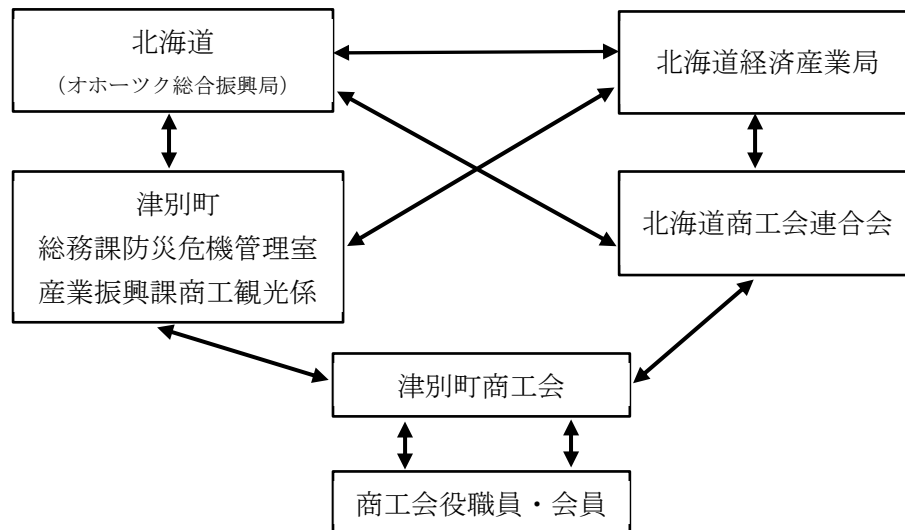 北海道
（オホーツク総合振興局）
北海道経済産業局
津別町
総務課防災危機管理室
産業振興課商工観光係
北海道商工会連合会
津別町商工会
商工会役職員・会員